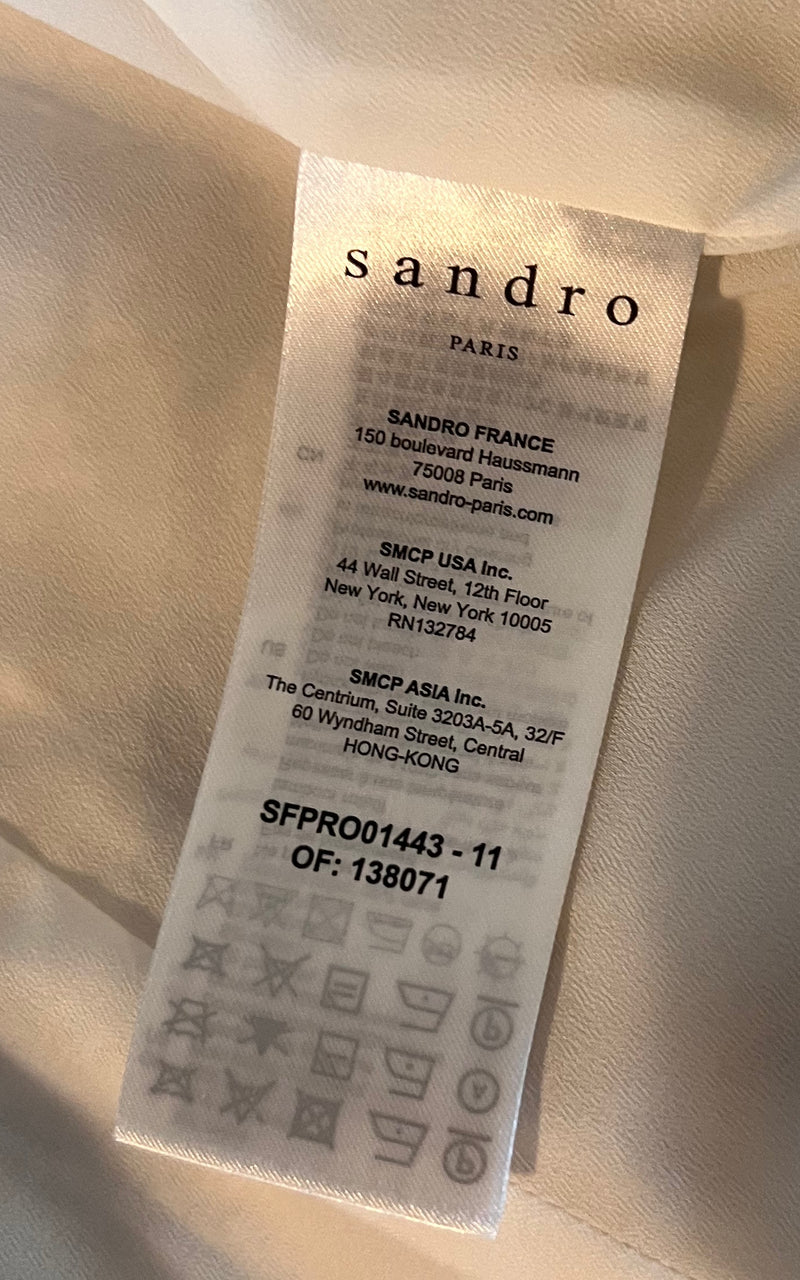 sandro
PARIS
SANDRO FRANCE
150 boulevard Haussmann
75008 Paris
www.sandro-paris.com
SMCP USA Inc.
44 Wall Street, 12th Floor
New York, New York 10005
RN132784
SMCP ASIA Inc.
The Centrium, Suite 3203A-5A, 32/F
60 Wyndham Street, Central
HONG-KONG
SFPRO01443 - 11
OF: 138071